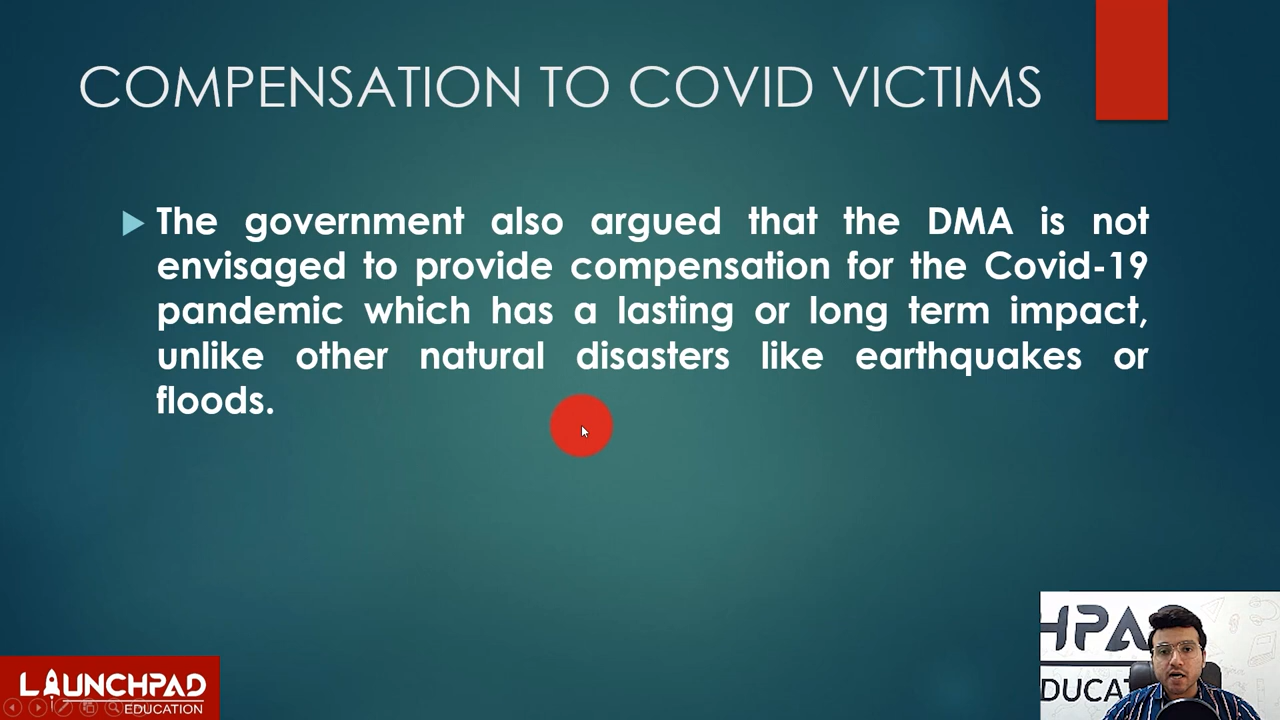 COMPENSATION TO COVID VICTIMS
The government also argued that the DMA is not
envisaged to provide compensation for the Covid-19
pandemic which has a lasting or long term impact,
unlike other natural disasters like earthquakes or
floods.
LAUNCHPAD
EDUCATION
HPA
DUCAT